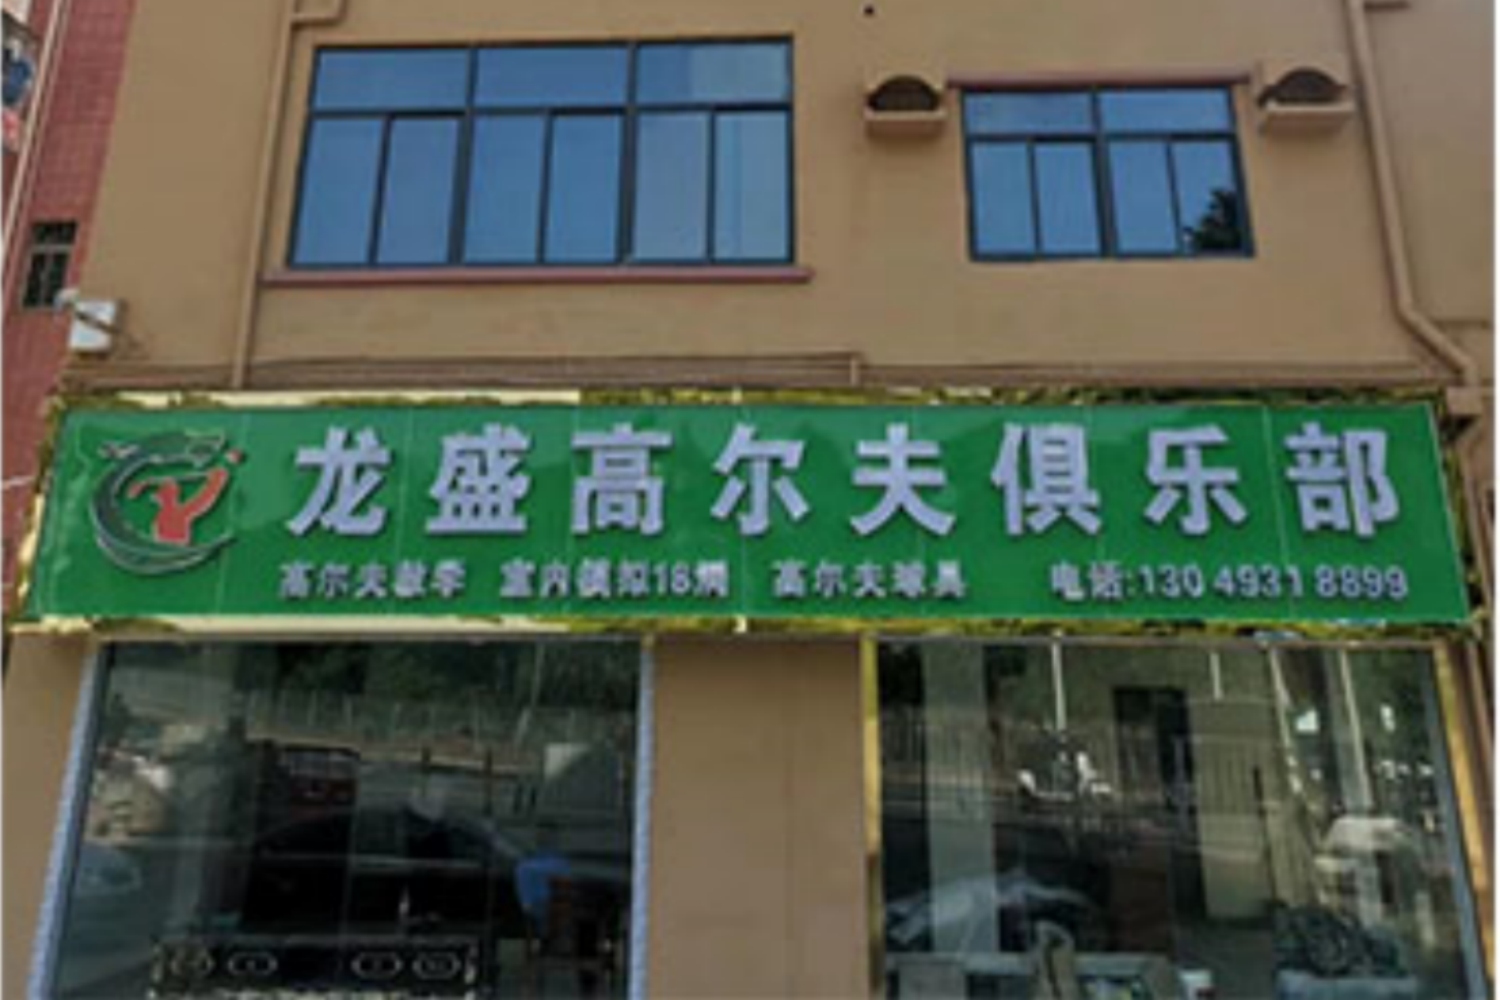 龙盛高尔夫俱乐部
高尔夫教学 室内模拟18洞 高尔夫球具 电话:130 4931 8899